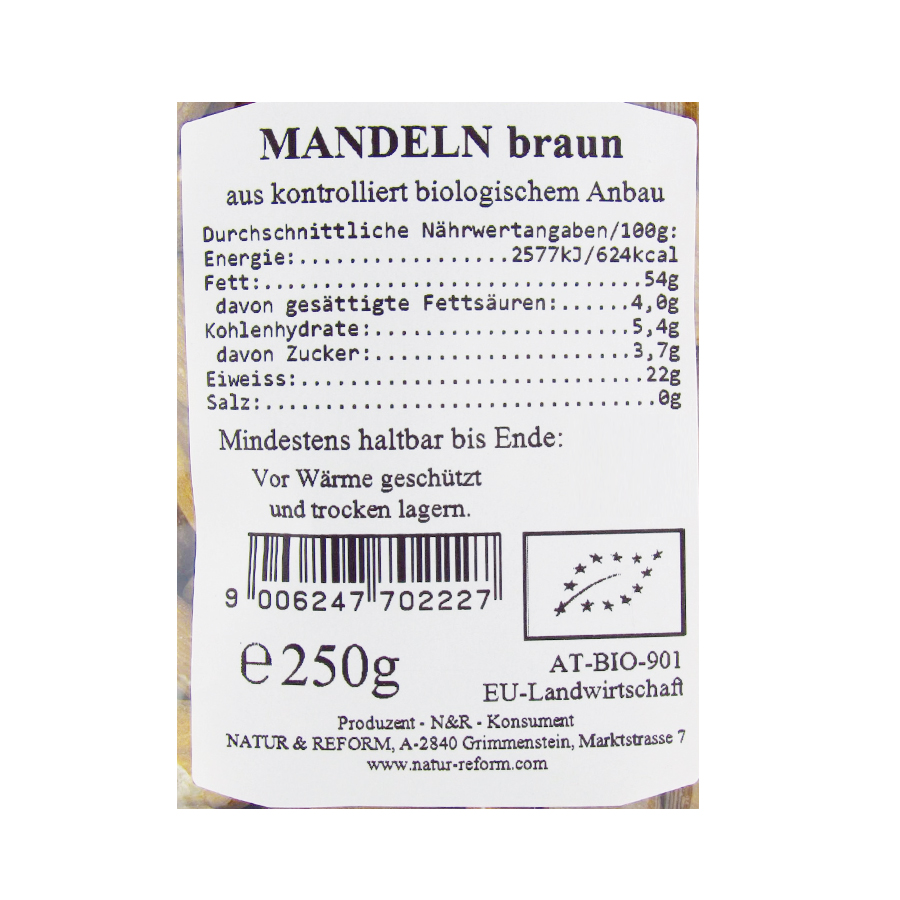 MANDELN braun
aus kontrolliert biologischem Anbau
Durchschnittliche Nährwertangaben/100g:
Energie:..................2577kJ/624kcal
Fett:................................54g
davon gesättigte Fettsäuren:......4,0g
Kohlenhydrate:......................5,4g
davon Zucker:......................3,7g
Eiweiss:.............................22g
Salz:.................................0g
Mindestens haltbar bis Ende:
Vor Wärme geschützt
und trocken lagern.
9 006247 702227
℮250g
AT-BIO-901
EU-Landwirtschaft
Produzent - N&R - Konsument
NATUR & REFORM, A-2840 Grimmenstein, Marktstrasse 7
www.natur-reform.com